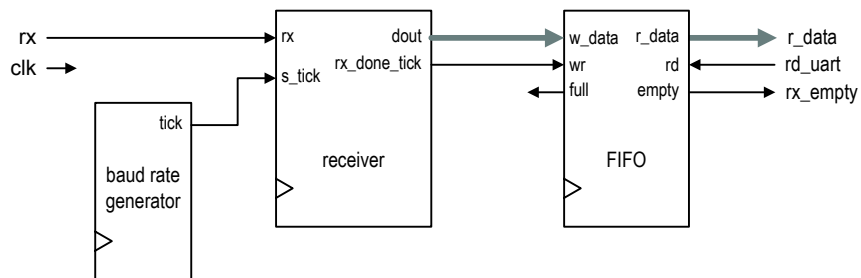 rx
clk
rx
s_tick
dout
rx_done_tick
receiver
tick
baud rate
generator
w_data
wr
full
r_data
rd
empty
FIFO
r_data
rd_uart
rx_empty